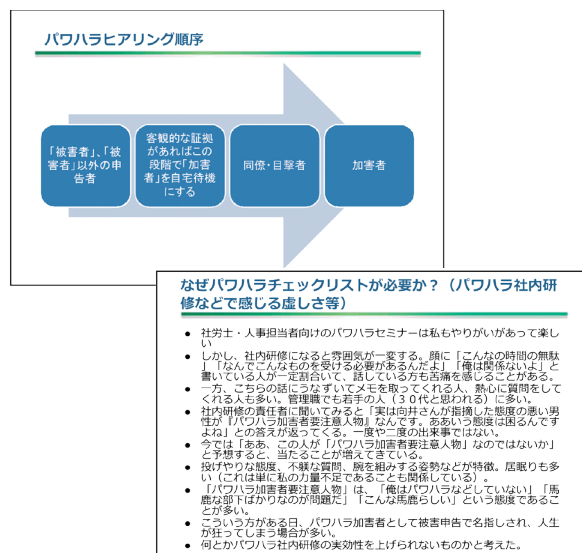 パワハラヒアリング順序
「被害者」、「被
害者」以外の申
告者
客観的な証拠
があればこの
段階で「加害
者」を自宅待機
にする
同僚・目撃者
加害者
なぜパワハラチェックリストが必要か？（パワハラ社内研
修などで感じる虚しさ等）
● 社労士・人事担当者向けのパワハラセミナーは私もやりがいがあって楽し
い
● しかし、社内研修になると雰囲気が一変する。顔に「こんなの時間の無駄
」「なんでこんなものを受ける必要があるんだよ」「俺は関係ないよ」と
書いている人が一定割合いて、話している方も苦痛を感じることがある。
● 一方、こちらの話にうなずいてメモを取ってくれる人、熱心に質問をして
くれる人も多い。管理職でも若手の人（３０代と思われる）に多い。
● 社内研修の責任者に聞いてみると「実は向井さんが指摘した態度の悪い男
性が『パワハラ加害者要注意人物』なんです。ああいう態度は困るんです
よね」との答えが返ってくる。一度や二度の出来事ではない。
● 今では「ああ、この人が「パワハラ加害者要注意人物」なのではないか」
と予想すると、当たることが増えてきている。
● 投げやりな態度、不躾な質問、腕を組みする姿勢などが特徴。居眠りも多
い（これは単に私の力量不足であることも関係している）。
● 「パワハラ加害者要注意人物」は、「俺はパワハラなどしていない」「馬
鹿な部下ばかりなのが問題だ」「こんな馬鹿らしい」という態度であるこ
とが多い。
● こういう方がある日、パワハラ加害者として被害申告で名指しされ、人生
が狂ってしまう場合が多い。
● 何とかパワハラ社内研修の実効性を上げられないものかと考えた。